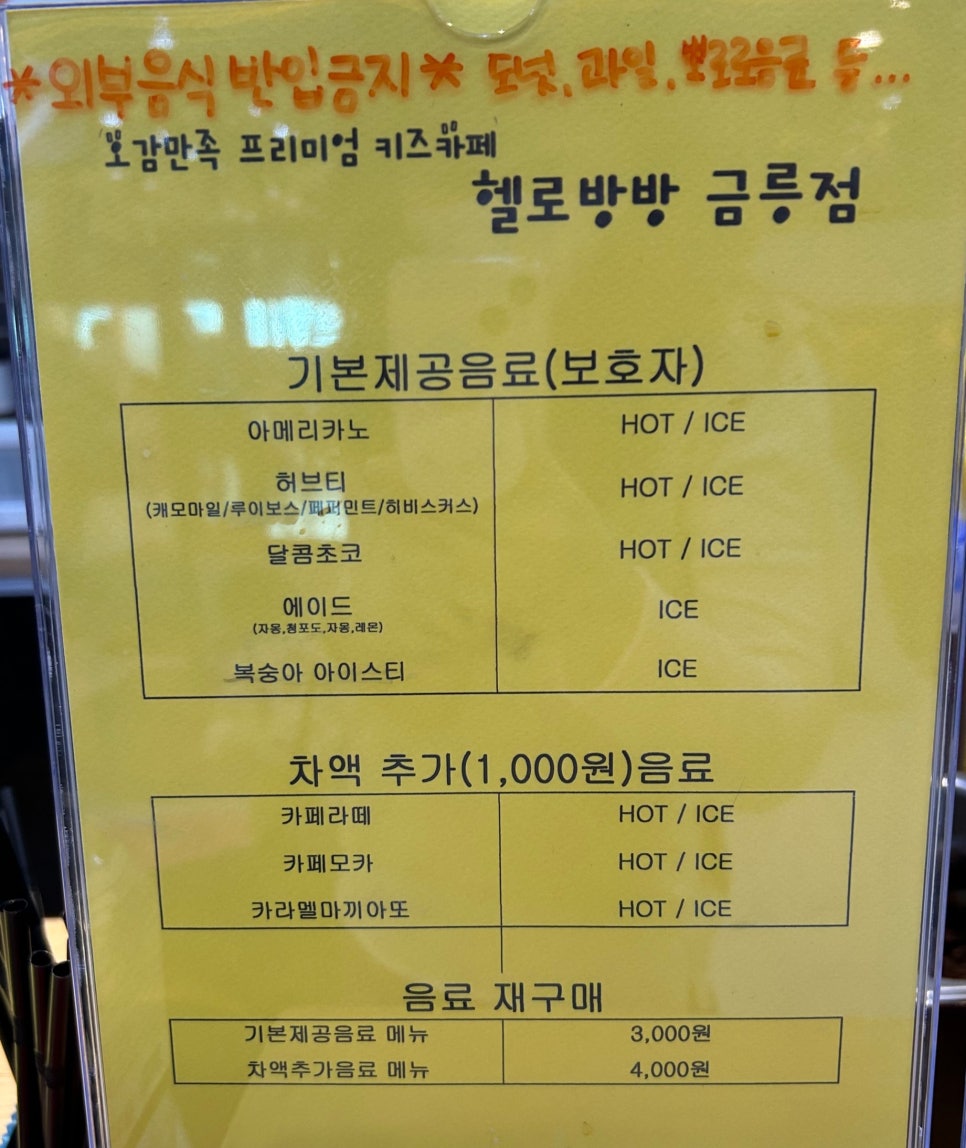 *외부음식 반입금지* 도넛, 과일, 뽀로로음료 등...
오감만족 프리미엄 키즈카페
헬로방방 금릉점
기본제공음료(보호자)
아메리카노 HOT / ICE
허브티 HOT / ICE
(캐모마일/루이보스/페퍼민트/히비스커스)
달콤초코 HOT / ICE
에이드 ICE
(자몽,청포도,자몽,레몬)
복숭아 아이스티 ICE
차액 추가(1,000원)음료
카페라떼 HOT / ICE
카페모카 HOT / ICE
카라멜마끼아또 HOT / ICE
음료 재구매
기본제공음료 메뉴 3,000원
차액추가음료 메뉴 4,000원